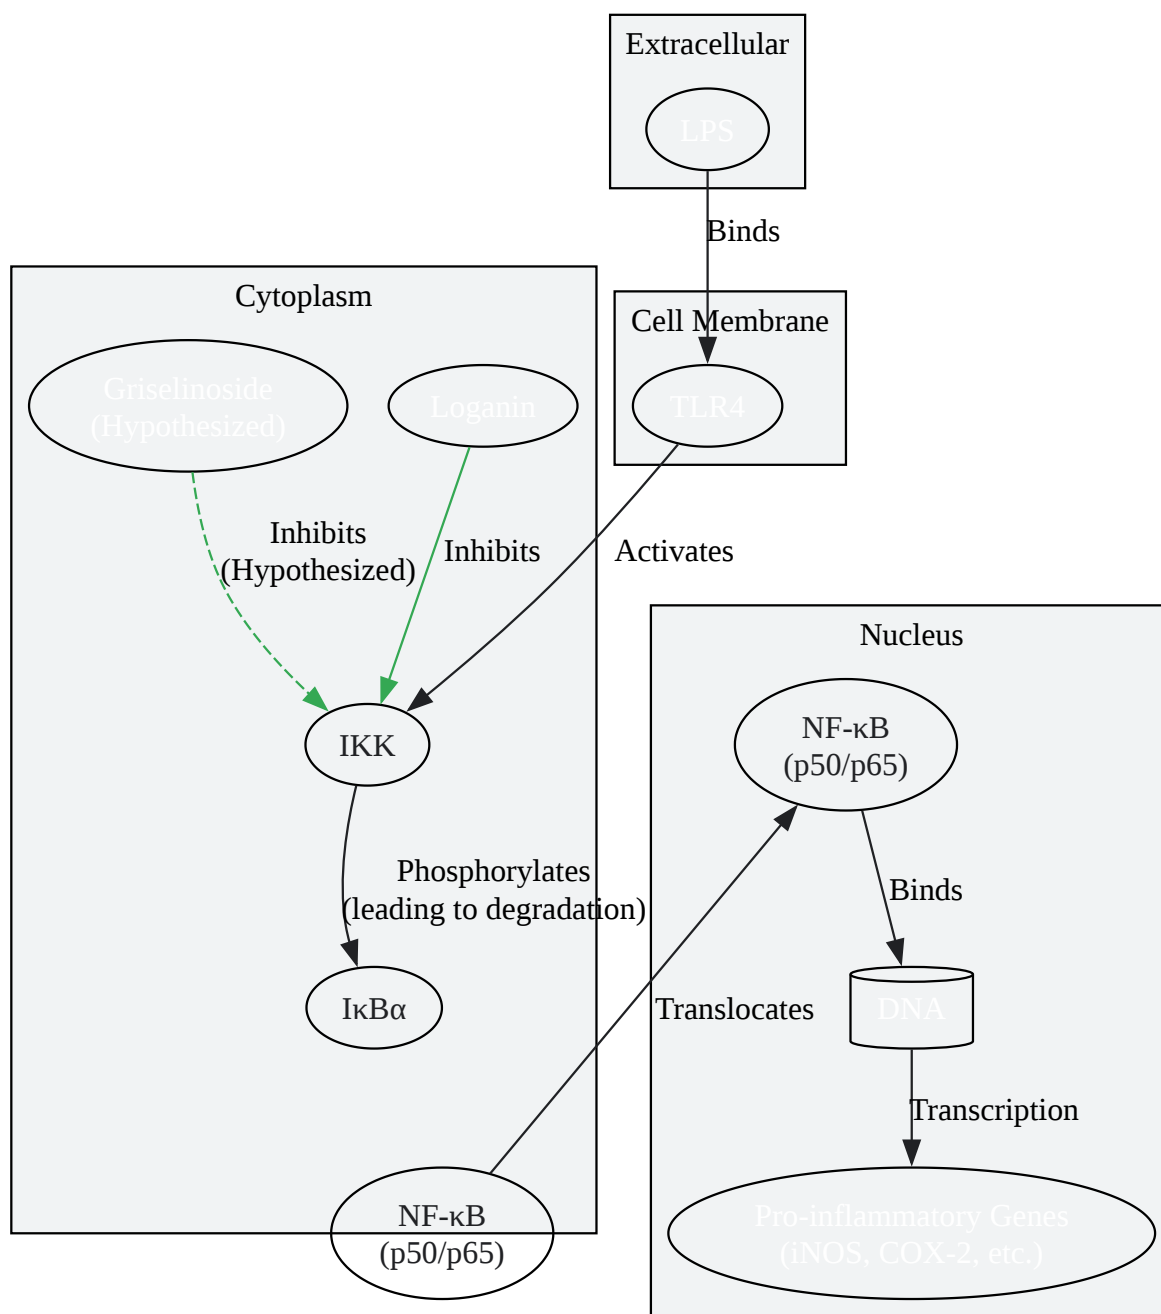 Extracellular
LPS
Binds
Cytoplasm
Cell Membrane
Griselinoside
(Hypothesized)
Loganin
TLR4
Inhibits
(Hypothesized)
Inhibits
Activates
Nucleus
IKK
NF-κB
(p50/p65)
Phosphorylates
(leading to degradation)
Binds
IκBα
Translocates
DNA
Transcription
NF-κB
(p50/p65)
Pro-inflammatory Genes
(iNOS, COX-2, etc.)